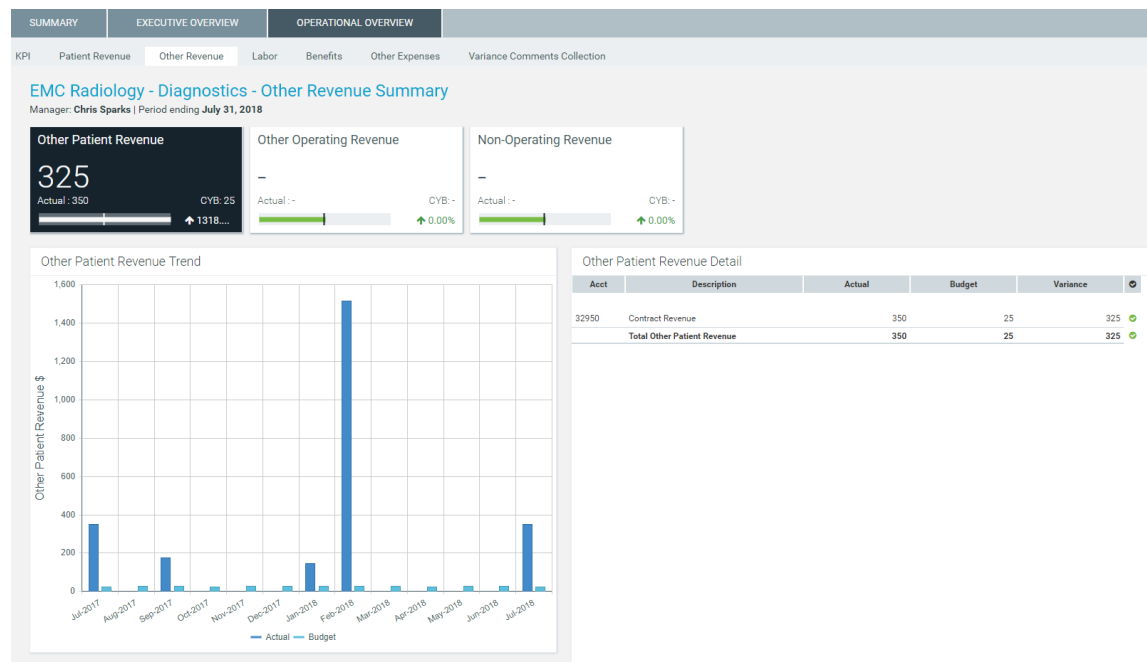 SUMMARY EXECUTIVE OVERVIEW OPERATIONAL OVERVIEW
KPI Patient Revenue Other Revenue Labor Benefits Other Expenses Variance Comments Collection
EMC Radiology - Diagnostics - Other Revenue Summary
Manager: Chris Sparks | Period ending July 31, 2018
Other Patient Revenue
325
Actual : 350 CYB: 25
1318....
Other Operating Revenue
–
Actual : - CYB: -
0.00%
Non-Operating Revenue
–
Actual : - CYB: -
0.00%
Other Patient Revenue Trend
Other Patient Revenue $
1,600
1,400
1,200
1,000
800
600
400
200
0
Jul-2017 Aug-2017 Sep-2017 Oct-2017 Nov-2017 Dec-2017 Jan-2018 Feb-2018 Mar-2018 Apr-2018 May-2018 Jun-2018 Jul-2018
Actual Budget
Other Patient Revenue Detail
Acct Description Actual Budget Variance
32950 Contract Revenue 350 25 325
Total Other Patient Revenue 350 25 325